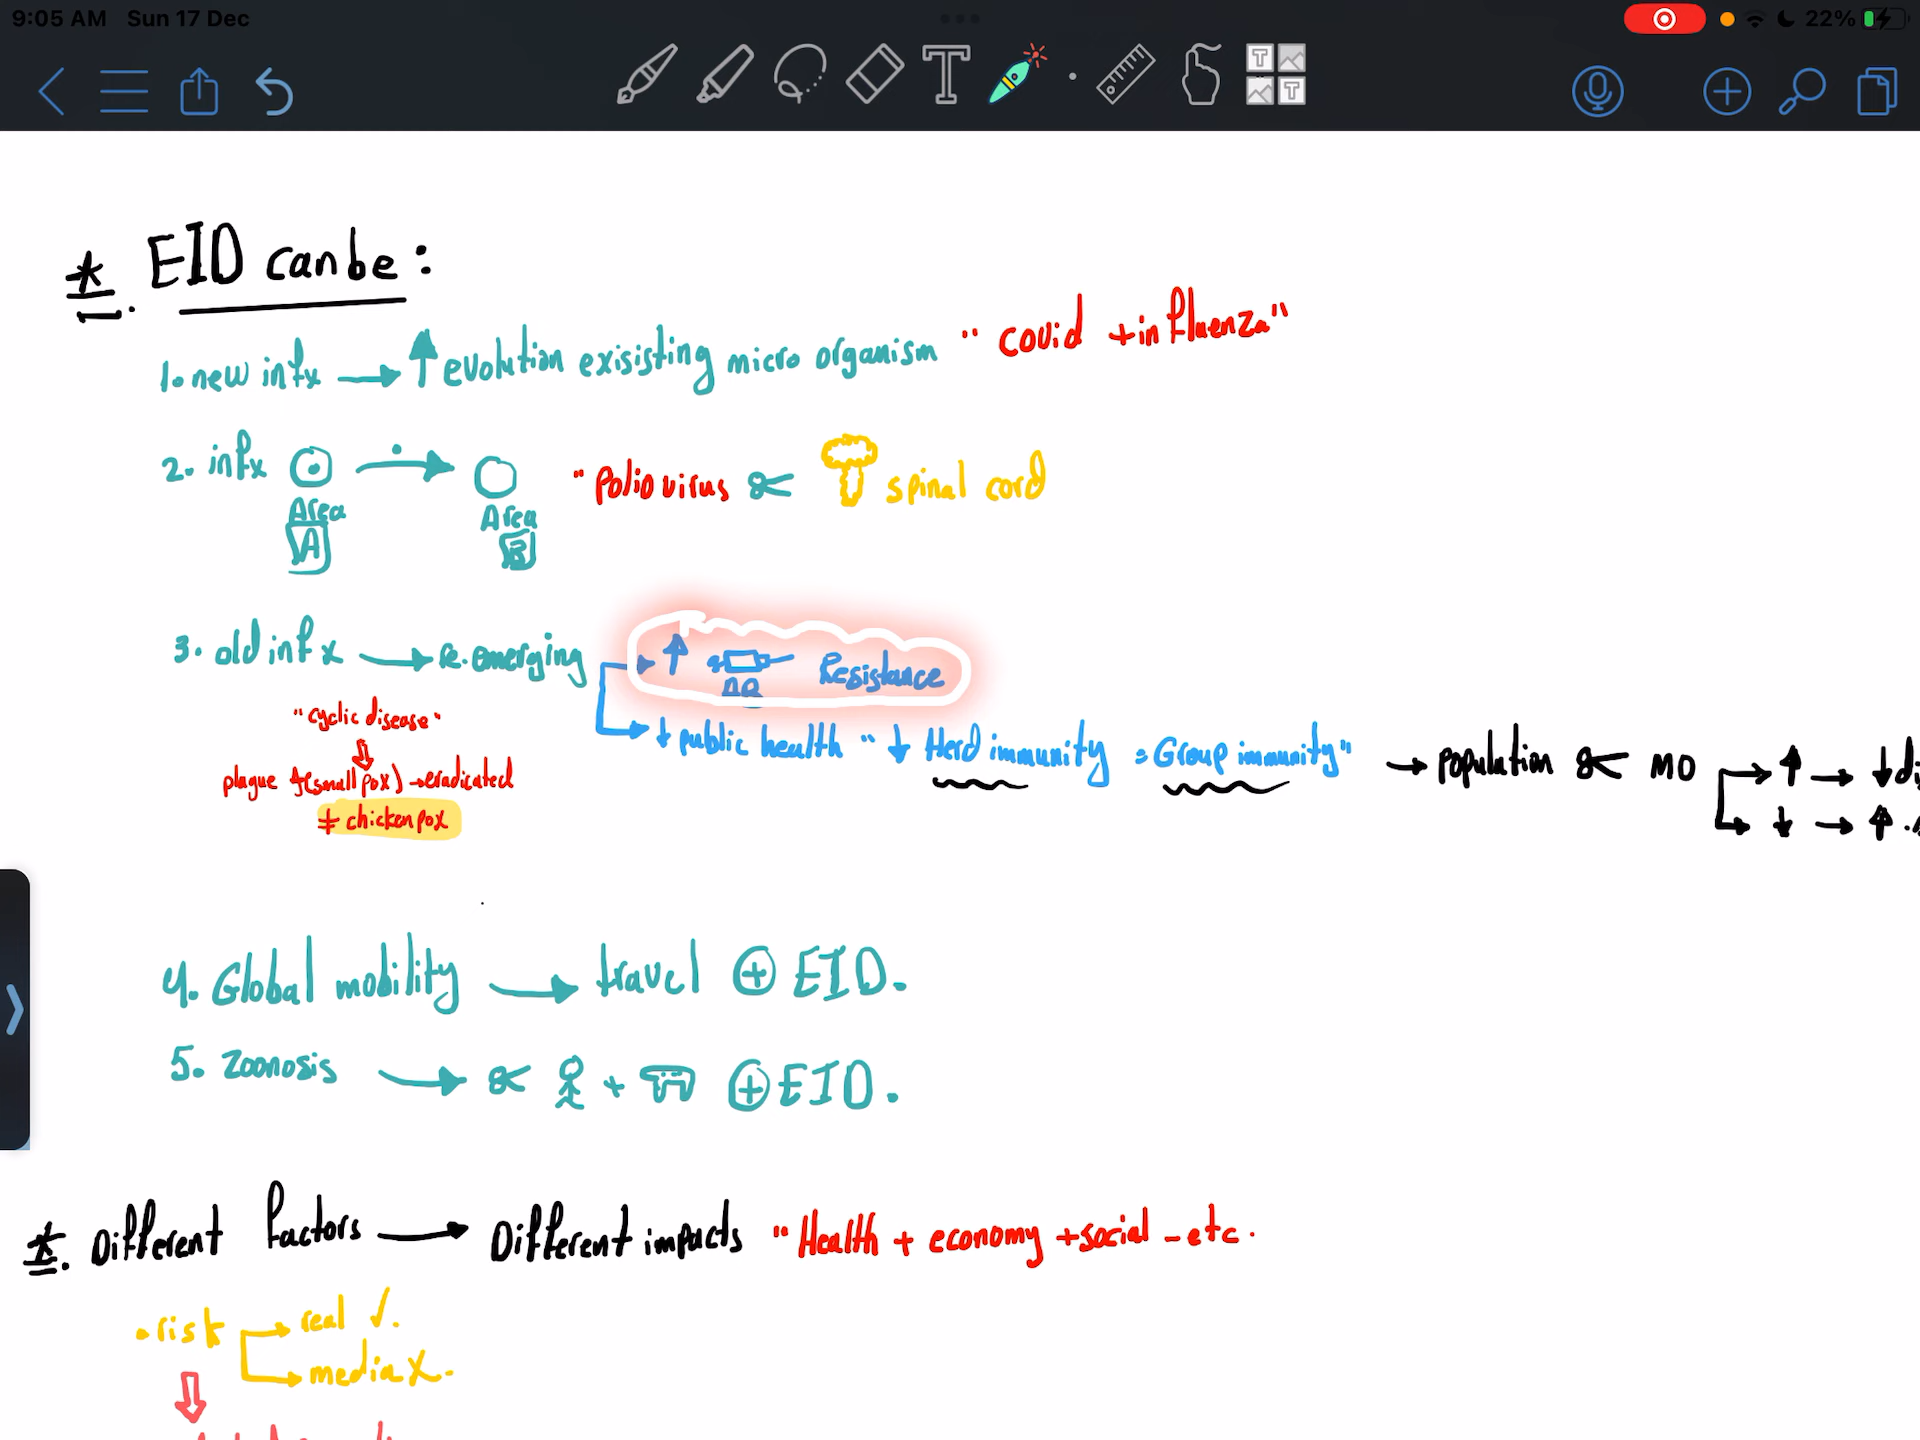 9:05 AM Sun 17 Dec
22%
* EID can be :
1. new infx → ↑ evolution exisisting micro organism " covid + influenza"
2. infx → "Polio virus spinal cord
Area Area
A B
3. old infx → re.emerging ↑ Resistance
"cyclic disease"
↓ public health " ↓ Herd immunity = Group immunity" → population MO ↑ → ↓
↓ → ↑
plague (small pox) → eradicated
≠ chicken pox
4. Global mobility → travel ⊕ EID.
5. Zoonosis → + ⊕ EID.
*. Different factors → Different impacts "Health + economy + social - etc.
• risk → real ✓.
→ media X.